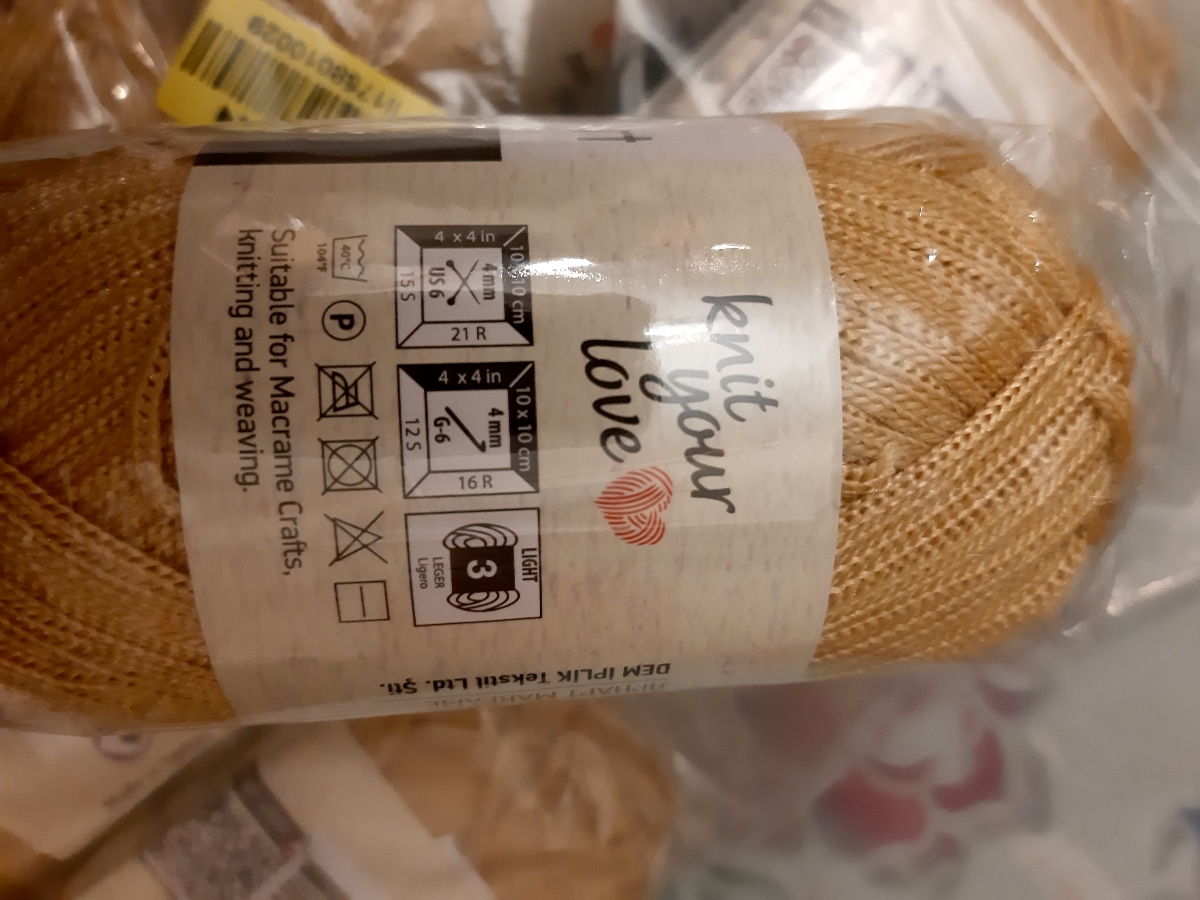 knit
your
love
10 x 10 cm
4 x 4 in
4 mm
US 6
15 S
21 R
10 x 10 cm
4 x 4 in
4 mm
G-6
12 S
16 R
LIGHT
3
LEGER
Ligero
40°C
104°F
P
Suitable for Macrame Crafts,
knitting and weaving.
DEM İPLİK Tekstil Ltd. Şti.